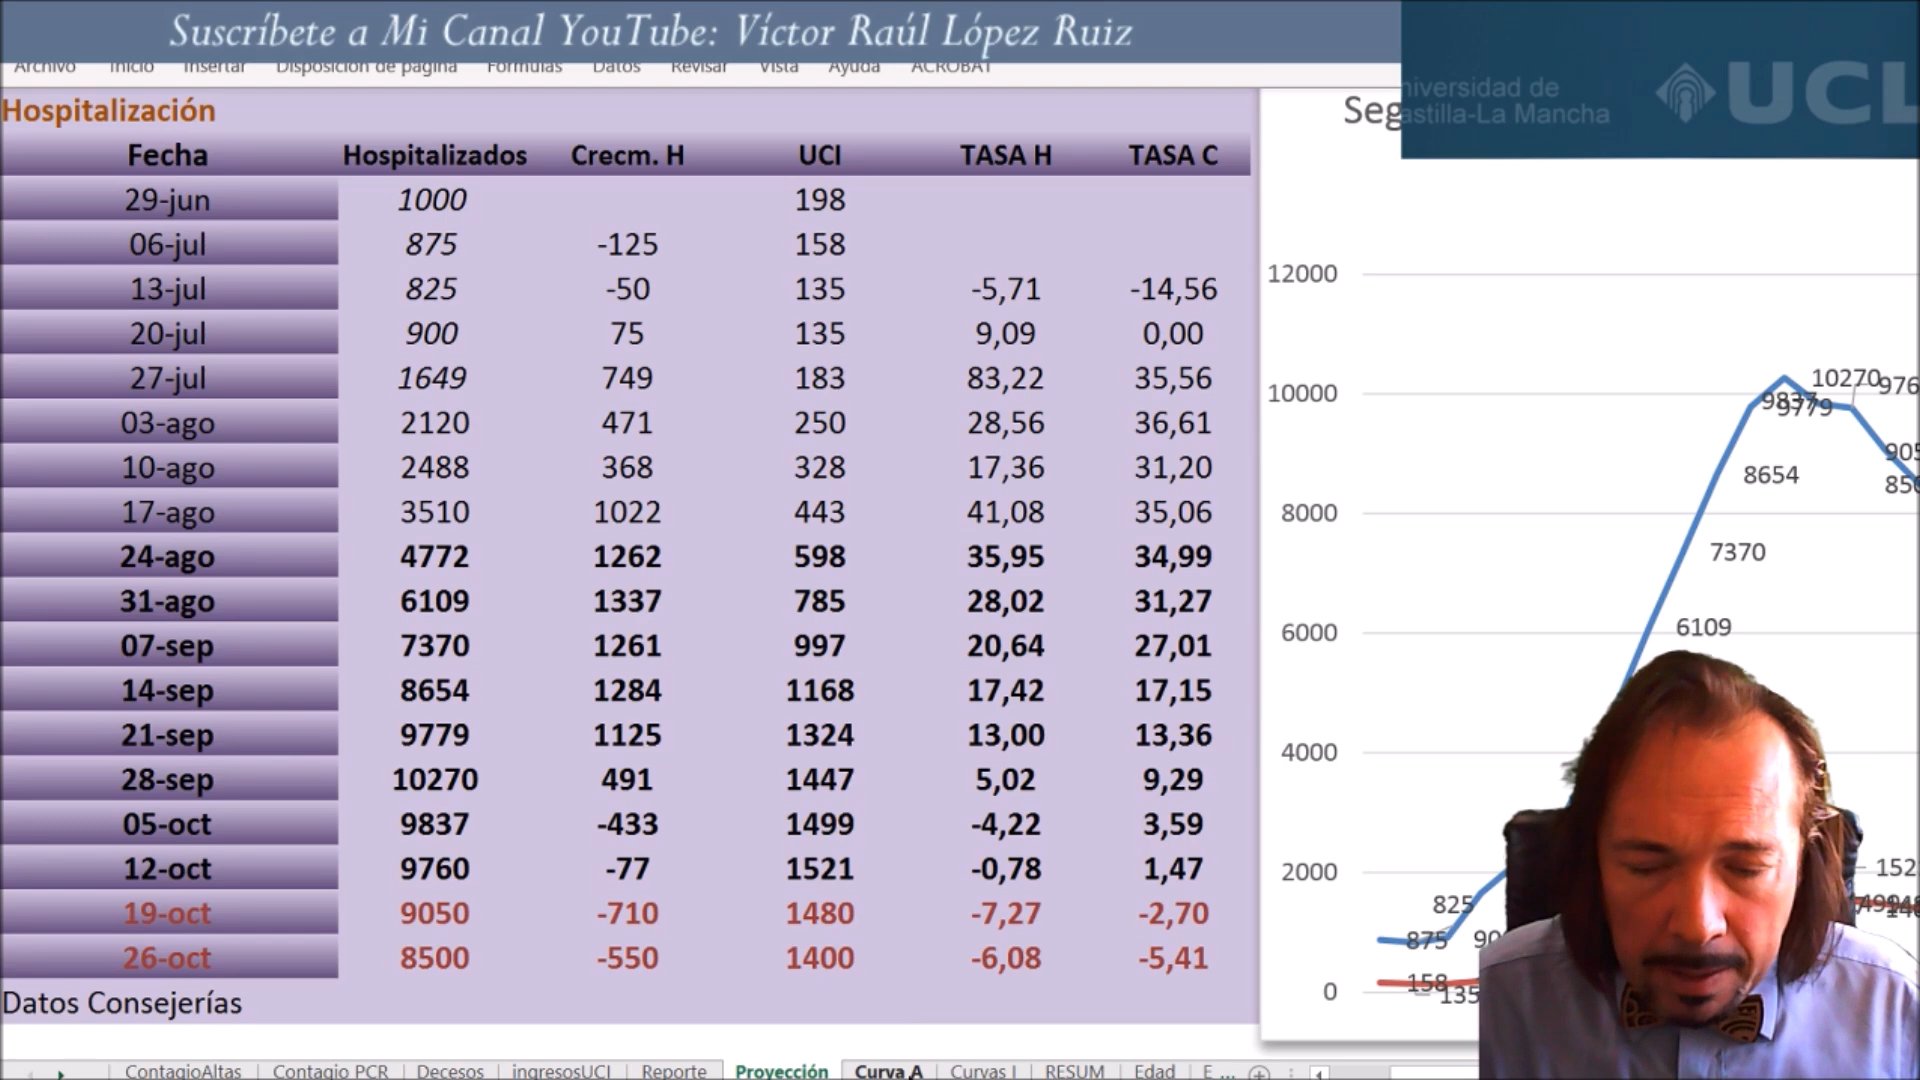 Suscríbete a Mi Canal YouTube: Víctor Raúl López Ruiz
Archivo Inicio Insertar Disposición de página Fórmulas Datos Revisar Vista Ayuda ACROBAT
niversidad de
astilla-La Mancha
UCL
Hospitalización
Seg
Fecha Hospitalizados Crecm. H UCI TASA H TASA C
29-jun 1000 198
06-jul 875 -125 158
13-jul 825 -50 135 -5,71 -14,56
20-jul 900 75 135 9,09 0,00
27-jul 1649 749 183 83,22 35,56
03-ago 2120 471 250 28,56 36,61
10-ago 2488 368 328 17,36 31,20
17-ago 3510 1022 443 41,08 35,06
24-ago 4772 1262 598 35,95 34,99
31-ago 6109 1337 785 28,02 31,27
07-sep 7370 1261 997 20,64 27,01
14-sep 8654 1284 1168 17,42 17,15
21-sep 9779 1125 1324 13,00 13,36
28-sep 10270 491 1447 5,02 9,29
05-oct 9837 -433 1499 -4,22 3,59
12-oct 9760 -77 1521 -0,78 1,47
19-oct 9050 -710 1480 -7,27 -2,70
26-oct 8500 -550 1400 -6,08 -5,41
Datos Consejerías
12000
10000
8000
6000
4000
2000
0
10270
976
9837
9779
905
850
8654
7370
6109
825
875
90
158
135
152
ContagioAltas Contagio PCR Decesos ingresosUCI Reporte Proyección Curva A Curvas I RESUM Edad E ...